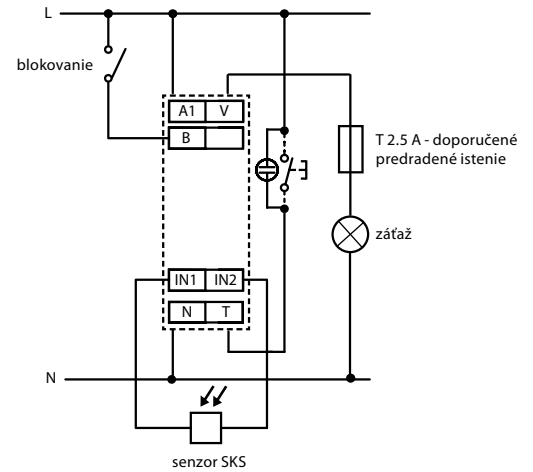 L
blokovanie
A1 V
B
T 2.5 A - doporučené
predradené istenie
záťaž
IN1 IN2
N T
N
senzor SKS